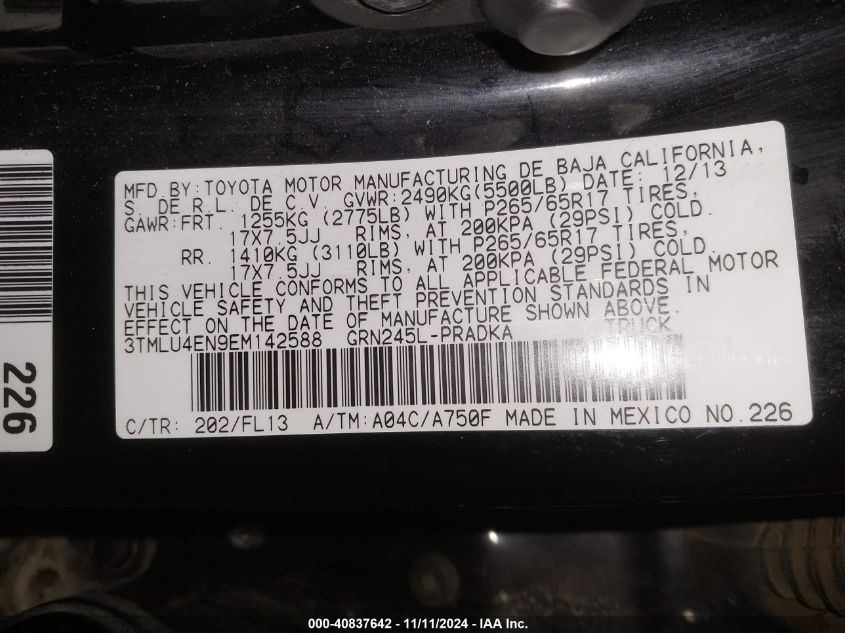 MFD BY: TOYOTA MOTOR MANUFACTURING DE BAJA CALIFORNIA,
S. DE R.L. DE C.V. GVWR:2490KG(5500LB) DATE: 12/13
GAWR:FRT. 1255KG (2775LB) WITH P265/65R17 TIRES,
17X7.5JJ RIMS, AT 200KPA (29PSI) COLD.
RR. 1410KG (3110LB) WITH P265/65R17 TIRES,
17X7.5JJ RIMS, AT 200KPA (29PSI) COLD.
THIS VEHICLE CONFORMS TO ALL APPLICABLE FEDERAL MOTOR
VEHICLE SAFETY AND THEFT PREVENTION STANDARDS IN
EFFECT ON THE DATE OF MANUFACTURE SHOWN ABOVE.
3TMLU4EN9EM142588 GRN245L-PRADKA TRUCK
C/TR: 202/FL13 A/TM:A04C/A750F MADE IN MEXICO NO.226
226
000-40837642 - 11/11/2024 - IAA Inc.